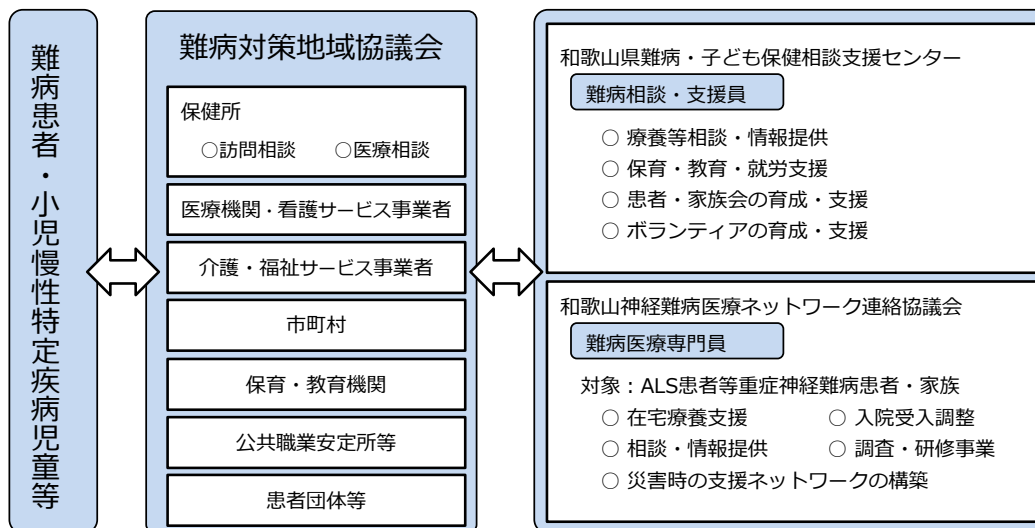 難病患者・小児慢性特定疾病児童等
難病対策地域協議会
保健所
○訪問相談 ○医療相談
医療機関・看護サービス事業者
介護・福祉サービス事業者
市町村
保育・教育機関
公共職業安定所等
患者団体等
和歌山県難病・子ども保健相談支援センター
難病相談・支援員
○ 療養等相談・情報提供
○ 保育・教育・就労支援
○ 患者・家族会の育成・支援
○ ボランティアの育成・支援
和歌山神経難病医療ネットワーク連絡協議会
難病医療専門員
対象：ALS患者等重症神経難病患者・家族
○ 在宅療養支援 ○ 入院受入調整
○ 相談・情報提供 ○ 調査・研修事業
○ 災害時の支援ネットワークの構築